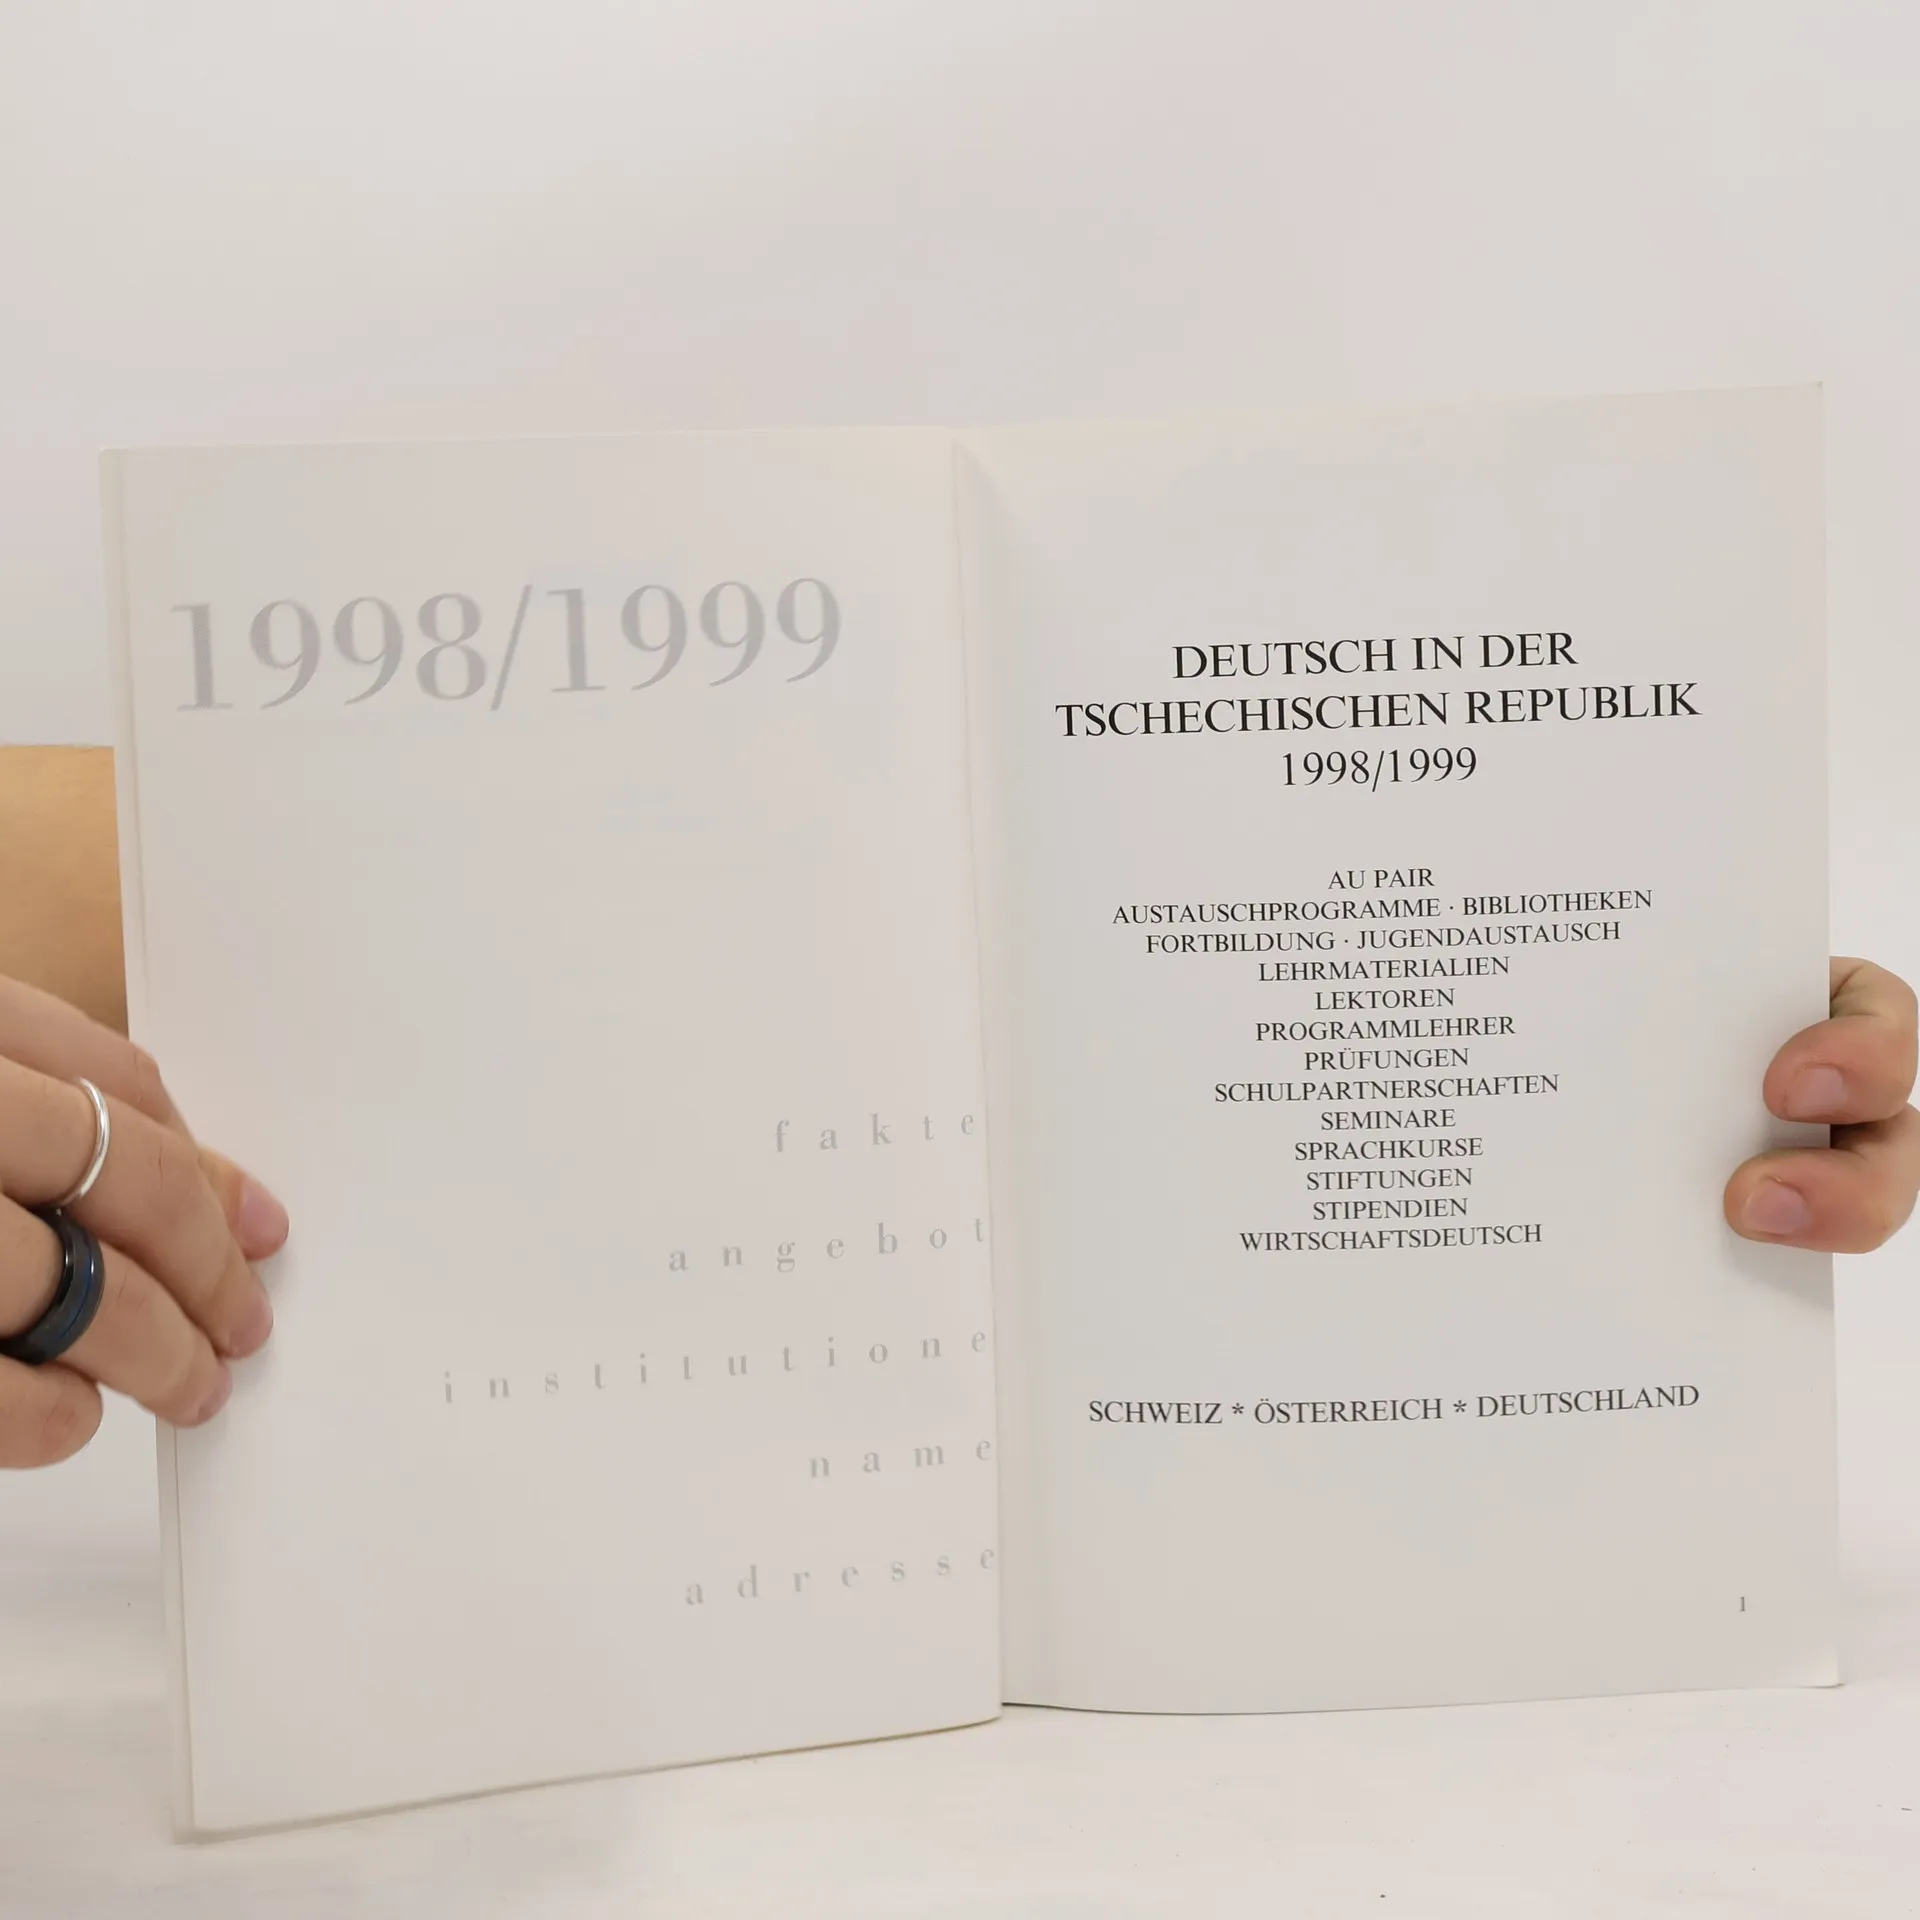 1998/1999
fakte
angebot
institutione
name
adresse
DEUTSCH IN DER
TSCHECHISCHEN REPUBLIK
1998/1999
AU PAIR
AUSTAUSCHPROGRAMME · BIBLIOTHEKEN
FORTBILDUNG · JUGENDAUSTAUSCH
LEHRMATERIALIEN
LEKTOREN
PROGRAMMLEHRER
PRÜFUNGEN
SCHULPARTNERSCHAFTEN
SEMINARE
SPRACHKURSE
STIFTUNGEN
STIPENDIEN
WIRTSCHAFTSDEUTSCH
SCHWEIZ * ÖSTERREICH * DEUTSCHLAND
1